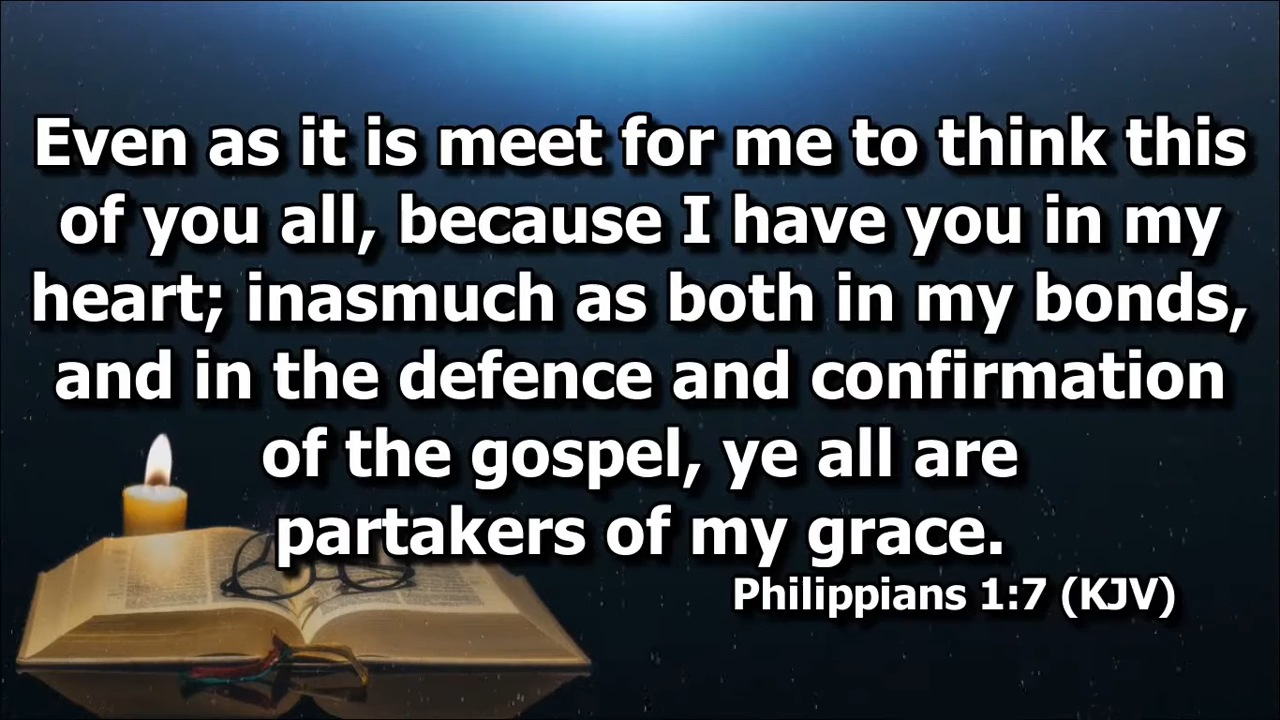 Even as it is meet for me to think this
of you all, because I have you in my
heart; inasmuch as both in my bonds,
and in the defence and confirmation
of the gospel, ye all are
partakers of my grace.
Philippians 1:7 (KJV)